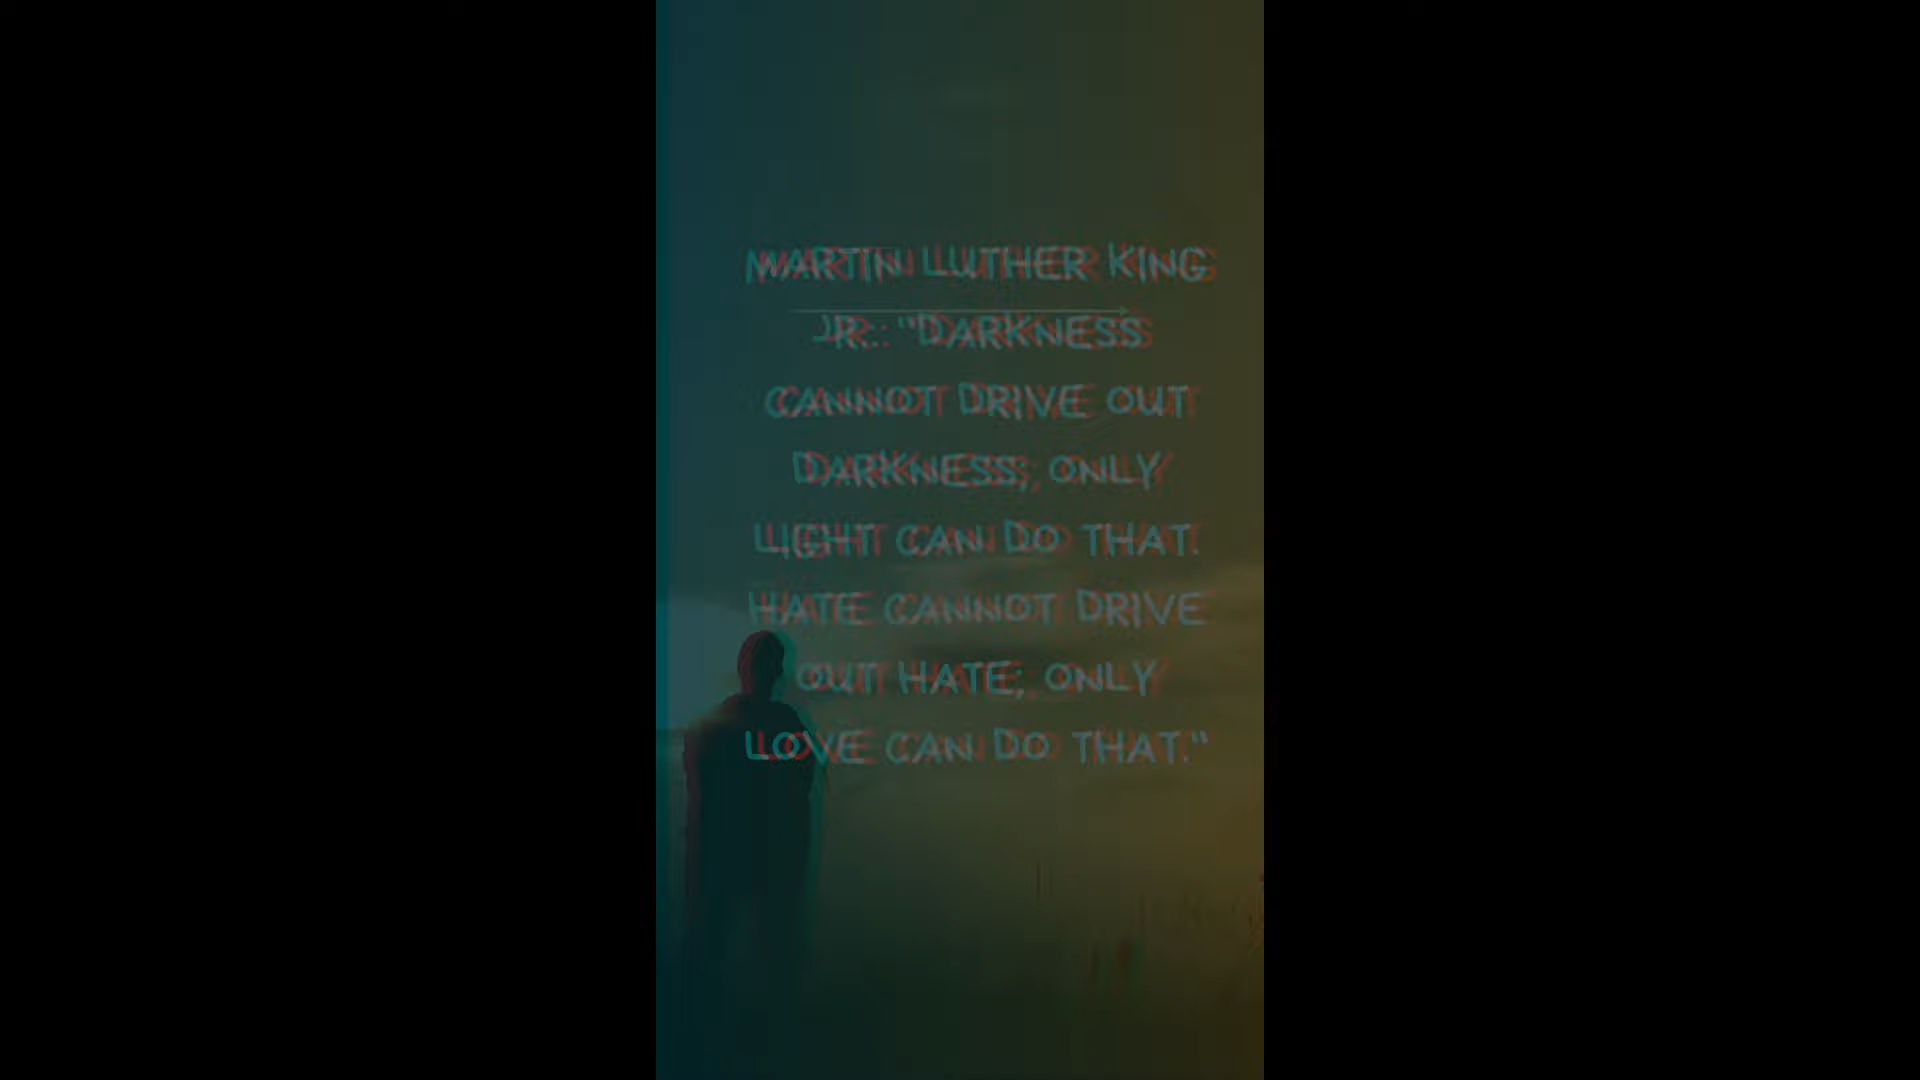 MARTIN LUTHER KING
JR.: "DARKNESS
CANNOT DRIVE OUT
DARKNESS; ONLY
LIGHT CAN DO THAT.
HATE CANNOT DRIVE
OUT HATE; ONLY
LOVE CAN DO THAT."